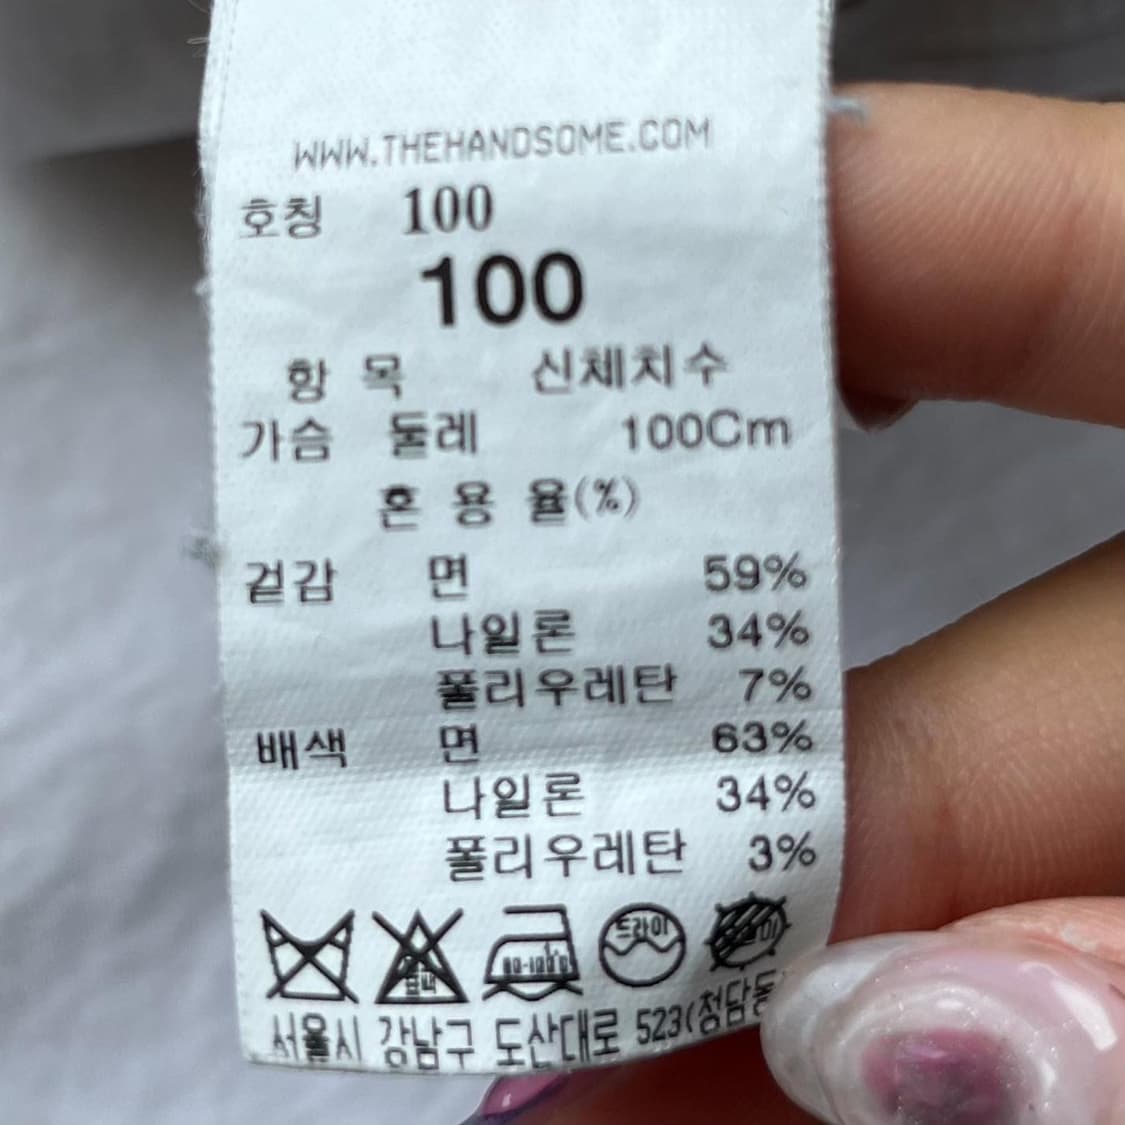 WWW.THEHANDSOME.COM
호칭 100
100
항 목 신체치수
가슴 둘레 100Cm
혼 용 율(%)
겉감 면 59%
나일론 34%
폴리우레탄 7%
배색 면 63%
나일론 34%
폴리우레탄 3%
드라이
서울시 강남구 도산대로 523(청담동